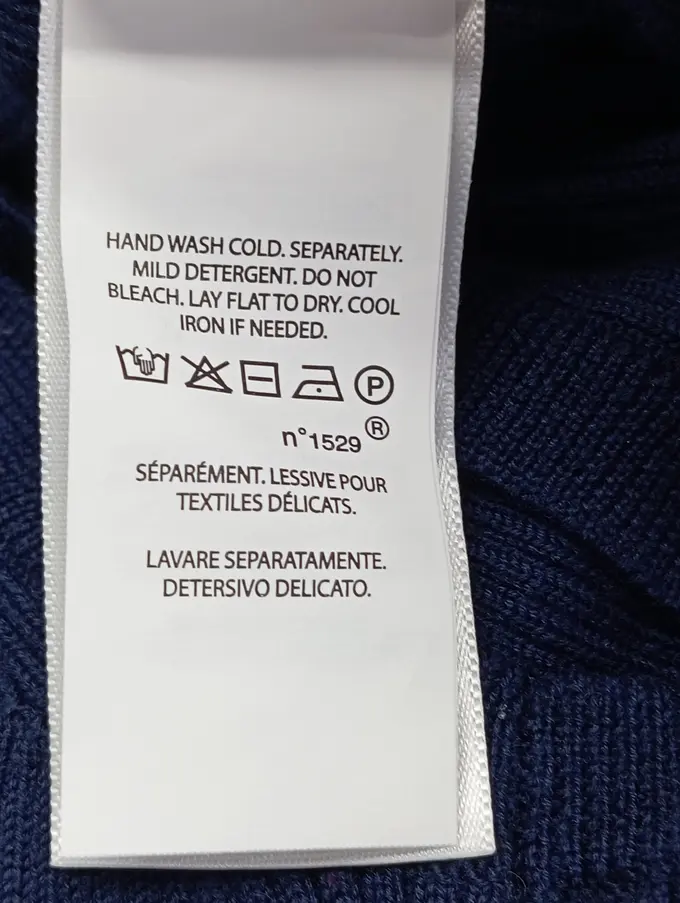 HAND WASH COLD. SEPARATELY.
MILD DETERGENT. DO NOT
BLEACH. LAY FLAT TO DRY. COOL
IRON IF NEEDED.
P
n°1529®
SÉPARÉMENT. LESSIVE POUR
TEXTILES DÉLICATS.
LAVARE SEPARATAMENTE.
DETERSIVO DELICATO.